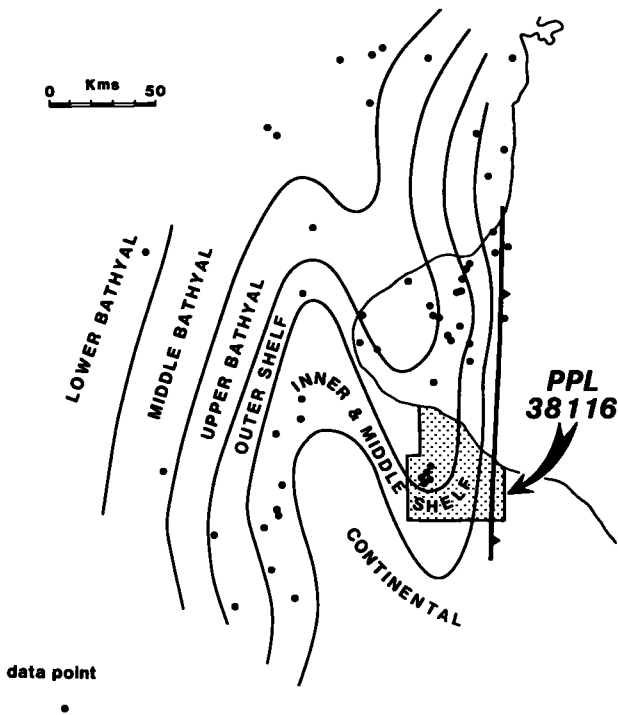 Kms
0 50
LOWER BATHYAL
MIDDLE BATHYAL
UPPER BATHYAL
OUTER SHELF
INNER & MIDDLE
SHELF
CONTINENTAL
PPL
38116
data point